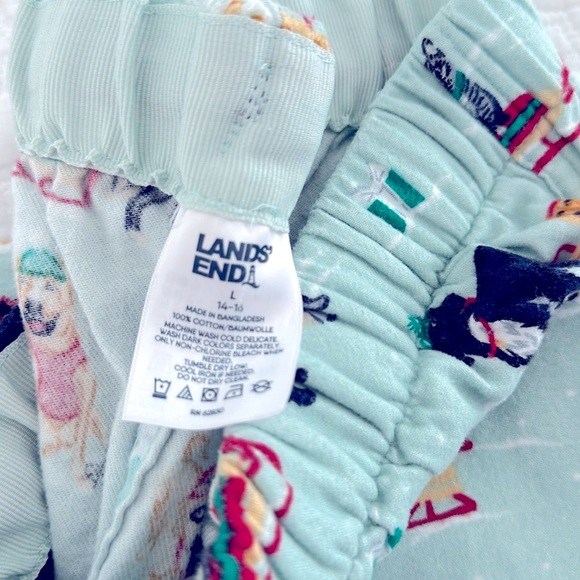 LANDS'
END
L
14-16
MADE IN BANGLADESH
100% COTTON/BAUMWOLLE
MACHINE WASH COLD DELICATE.
WASH DARK COLORS SEPARATELY.
ONLY NON-CHLORINE BLEACH WHEN
NEEDED.
TUMBLE DRY LOW.
COOL IRON IF NEEDED.
DO NOT DRY CLEAN.